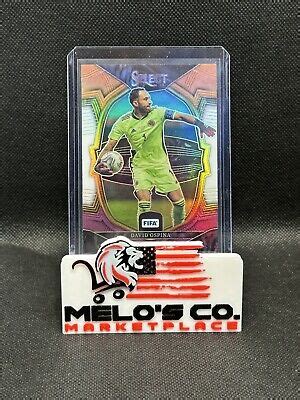 SELECT
FIFA
DAVID OSPINA
MELO'S CO.
MARKETPLACE